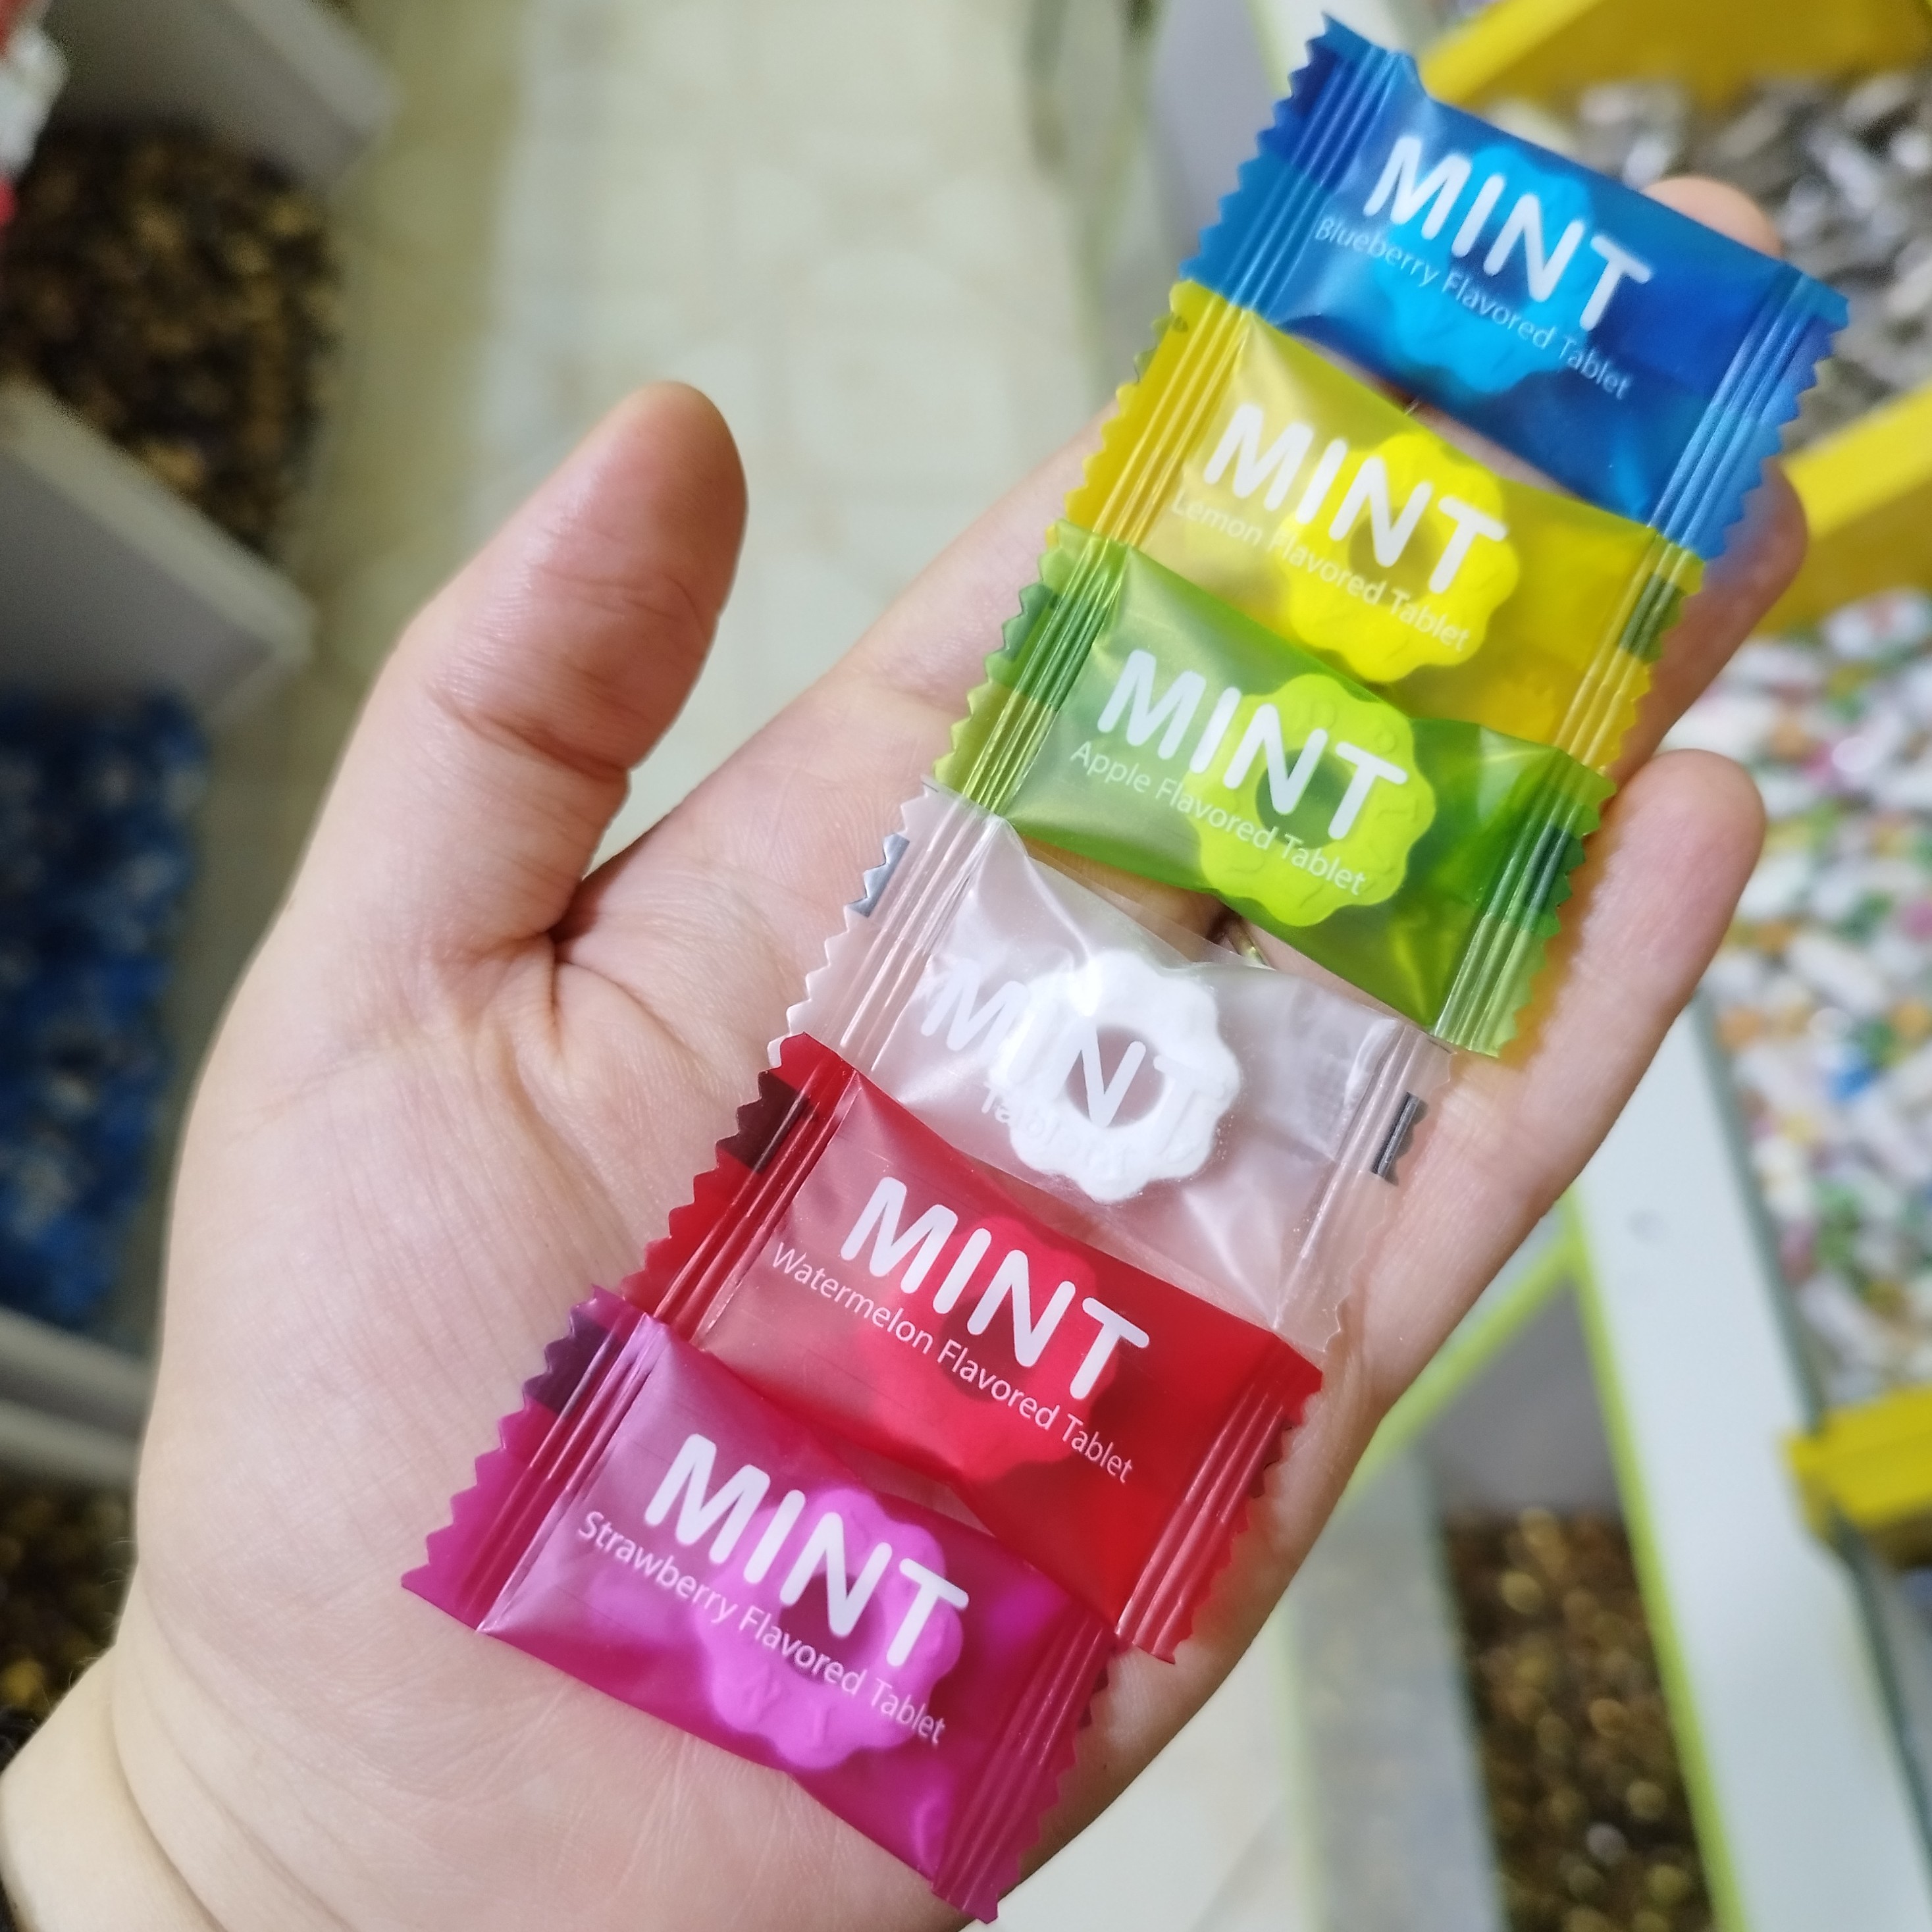 MINT
Blueberry Flavored Tablet
MINT
Lemon Flavored Tablet
MINT
Apple Flavored Tablet
MINT
MINT
Watermelon Flavored Tablet
MINT
Strawberry Flavored Tablet